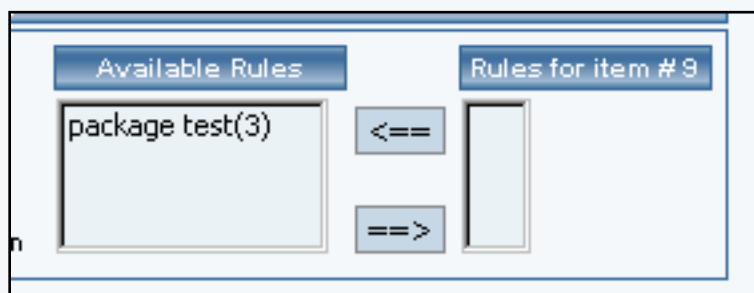 Available Rules
Rules for item # 9
package test(3)
<==
==>
n